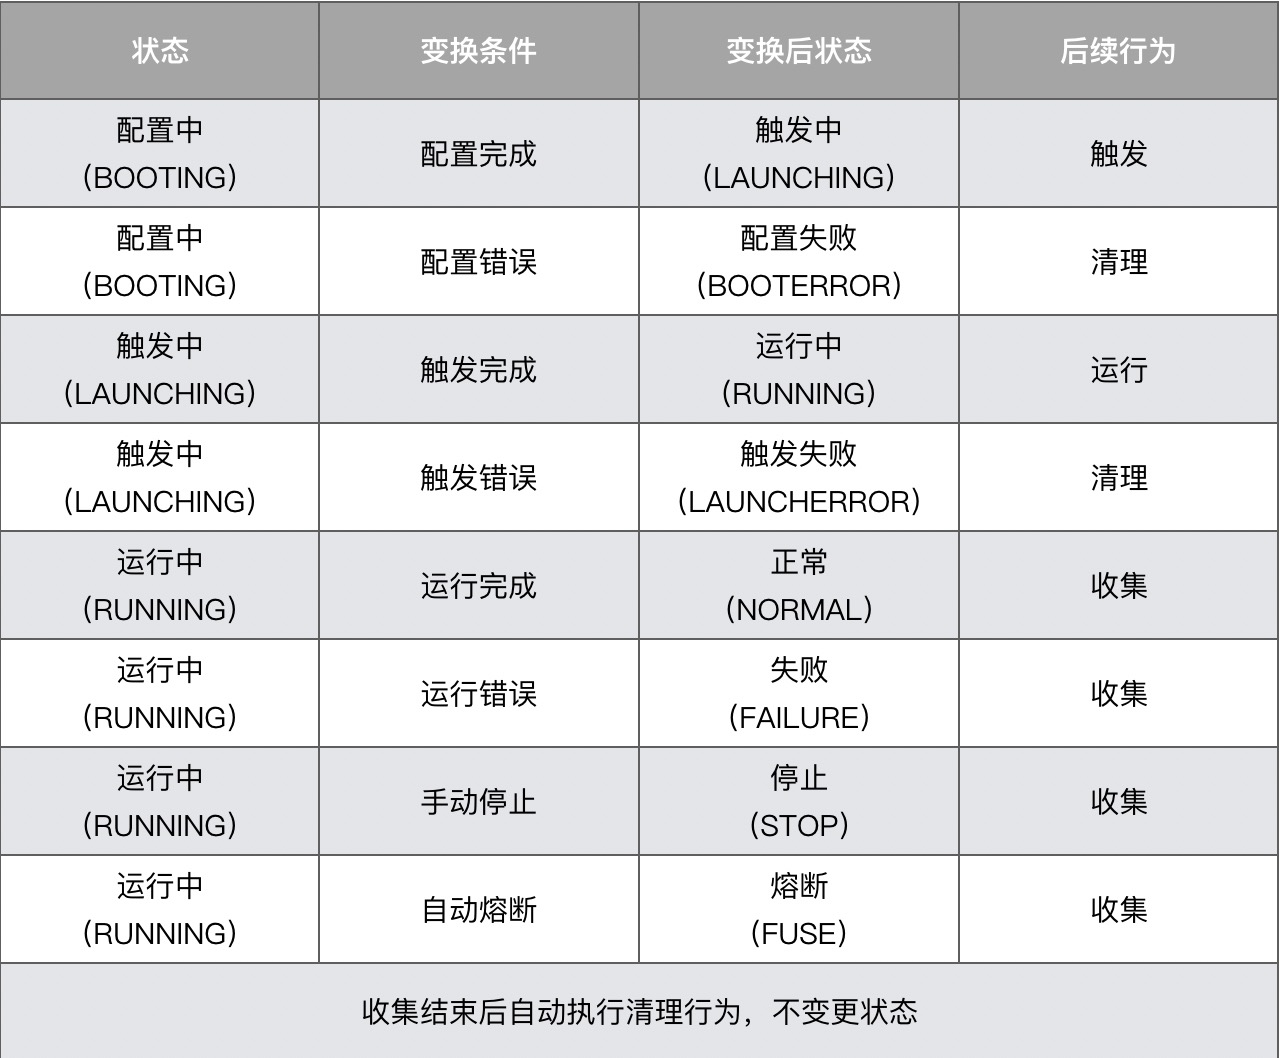 状态 变换条件 变换后状态 后续行为
配置中
(BOOTING)
配置完成
触发中
(LAUNCHING)
触发
配置中
(BOOTING)
配置错误
配置失败
(BOOTERROR)
清理
触发中
(LAUNCHING)
触发完成
运行中
(RUNNING)
运行
触发中
(LAUNCHING)
触发错误
触发失败
(LAUNCHERROR)
清理
运行中
(RUNNING)
运行完成
正常
(NORMAL)
收集
运行中
(RUNNING)
运行错误
失败
(FAILURE)
收集
运行中
(RUNNING)
手动停止
停止
(STOP)
收集
运行中
(RUNNING)
自动熔断
熔断
(FUSE)
收集
收集结束后自动执行清理行为，不变更状态